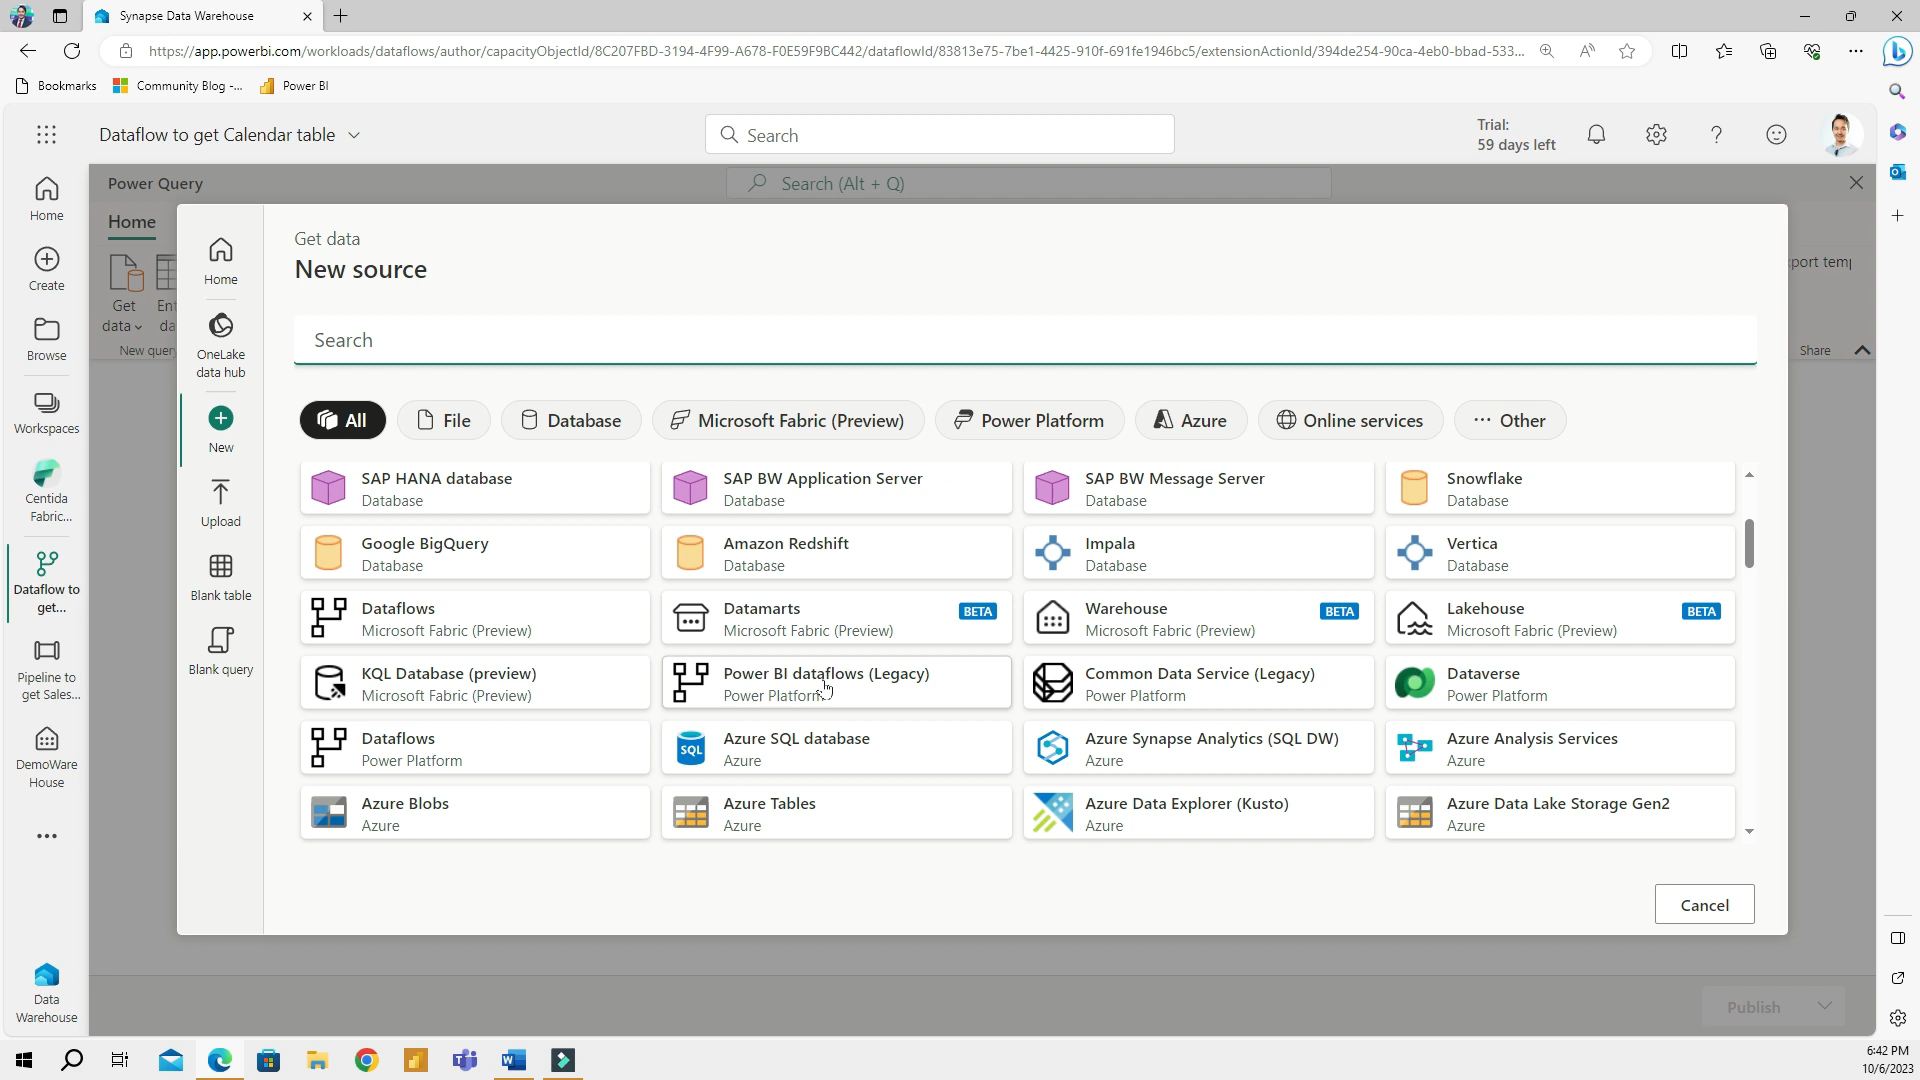 Synapse Data Warehouse
https://app.powerbi.com/workloads/dataflows/author/capacityObjectId/8C207FBD-3194-4F99-A678-F0E59F9BC442/dataflowId/83813e75-7be1-4425-910f-691fe1946bc5/extensionActionId/394de254-90ca-4eb0-bbad-533...
Bookmarks
Community Blog -...
Power BI
Dataflow to get Calendar table
Search
Trial:
59 days left
Power Query
Search (Alt + Q)
Home
Create
Browse
Workspaces
Centida
Fabric...
Dataflow to
get...
Pipeline to
get Sales...
DemoWare
House
Data
Warehouse
Home
Get
data
Ent
da
New query
port temp
Share
Home
OneLake
data hub
New
Upload
Blank table
Blank query
Get data
New source
Search
All
File
Database
Microsoft Fabric (Preview)
Power Platform
Azure
Online services
Other
SAP HANA database
Database
SAP BW Application Server
Database
SAP BW Message Server
Database
Snowflake
Database
Google BigQuery
Database
Amazon Redshift
Database
Impala
Database
Vertica
Database
Dataflows
Microsoft Fabric (Preview)
Datamarts
Microsoft Fabric (Preview)
BETA
Warehouse
Microsoft Fabric (Preview)
BETA
Lakehouse
Microsoft Fabric (Preview)
BETA
KQL Database (preview)
Microsoft Fabric (Preview)
Power BI dataflows (Legacy)
Power Platform
Common Data Service (Legacy)
Power Platform
Dataverse
Power Platform
Dataflows
Power Platform
SQL
Azure SQL database
Azure
Azure Synapse Analytics (SQL DW)
Azure
Azure Analysis Services
Azure
Azure Blobs
Azure
Azure Tables
Azure
Azure Data Explorer (Kusto)
Azure
Azure Data Lake Storage Gen2
Azure
Cancel
Publish
6:42 PM
10/6/2023